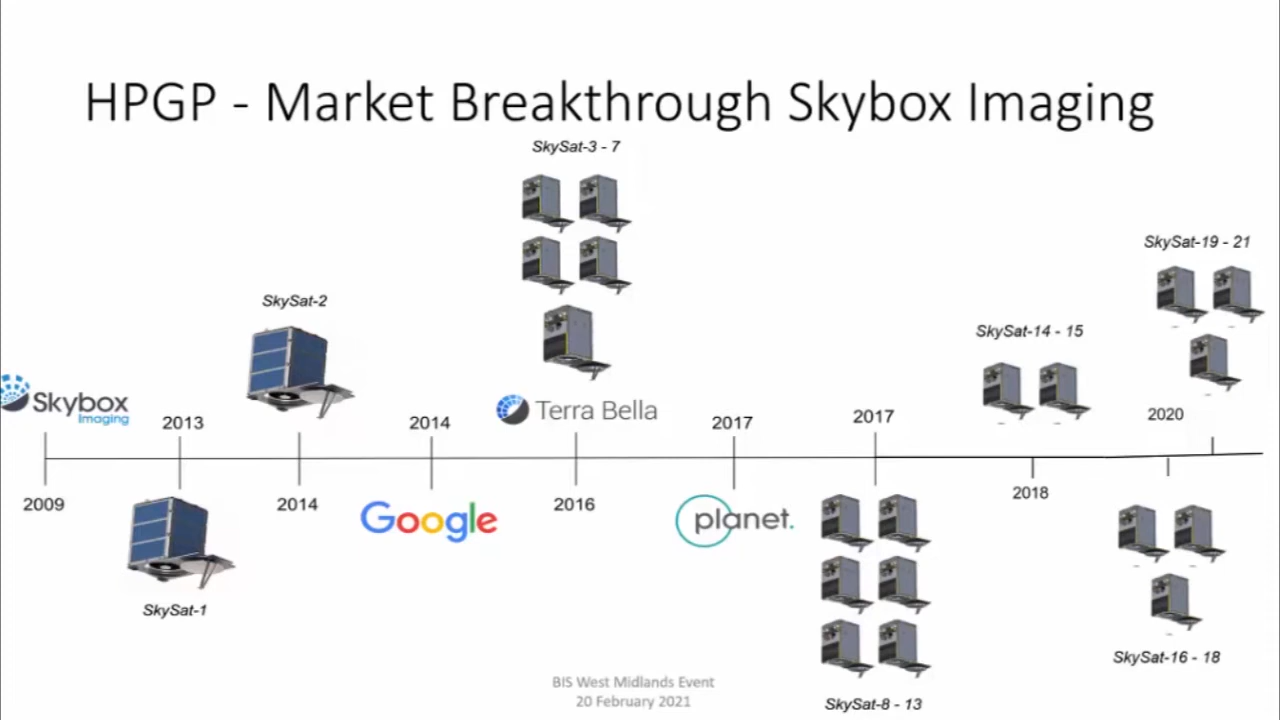 HPGP - Market Breakthrough Skybox Imaging
SkySat-3 - 7
SkySat-19 - 21
SkySat-2
SkySat-14 - 15
Skybox
Imaging
2013
2014
Terra Bella
2017
2017
2020
2009
2014
Google
2016
planet.
2018
SkySat-1
SkySat-16 - 18
BIS West Midlands Event
20 February 2021
SkySat-8 - 13